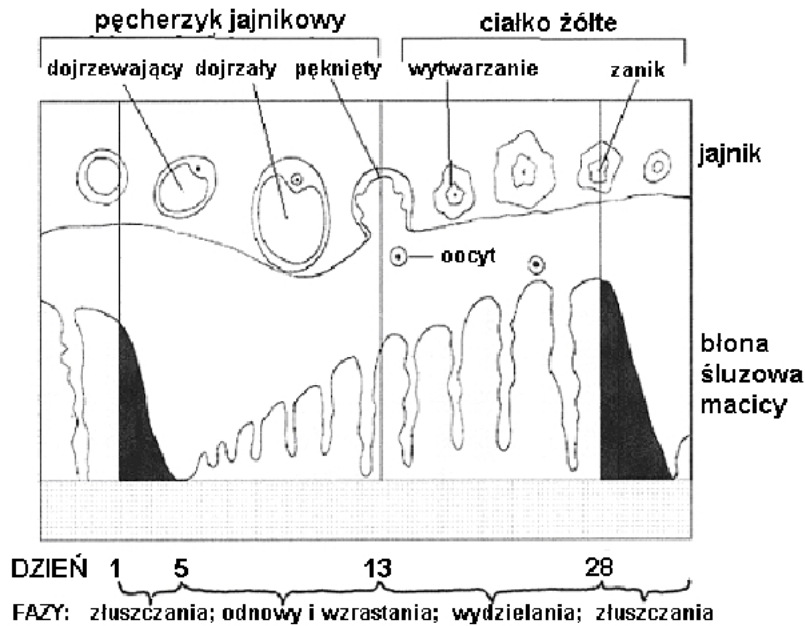 pęcherzyk jajnikowy ciałko żółte
dojrzewający dojrzały pęknięty wytwarzanie zanik
jajnik
oocyt
błona
śluzowa
macicy
DZIEŃ 1 5 13 28
FAZY: złuszczania; odnowy i wzrastania; wydzielania; złuszczania